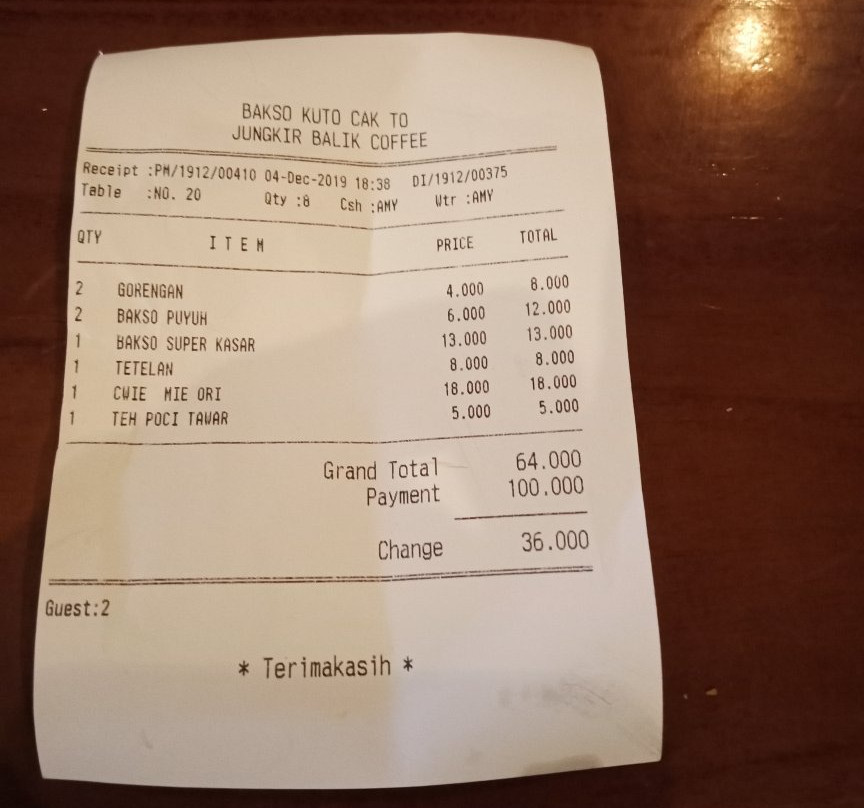 BAKSO KUTO CAK TO
JUNGKIR BALIK COFFEE
Receipt :PM/1912/00410 04-Dec-2019 18:38 DI/1912/00375
Table :NO. 20 Qty :8 Csh :AMY Wtr :AMY
QTY ITEM PRICE TOTAL
2 GORENGAN 4.000 8.000
2 BAKSO PUYUH 6.000 12.000
1 BAKSO SUPER KASAR 13.000 13.000
1 TETELAN 8.000 8.000
1 CWIE MIE ORI 18.000 18.000
1 TEH POCI TAWAR 5.000 5.000
Grand Total 64.000
Payment 100.000
Change 36.000
Guest:2
* Terimakasih *